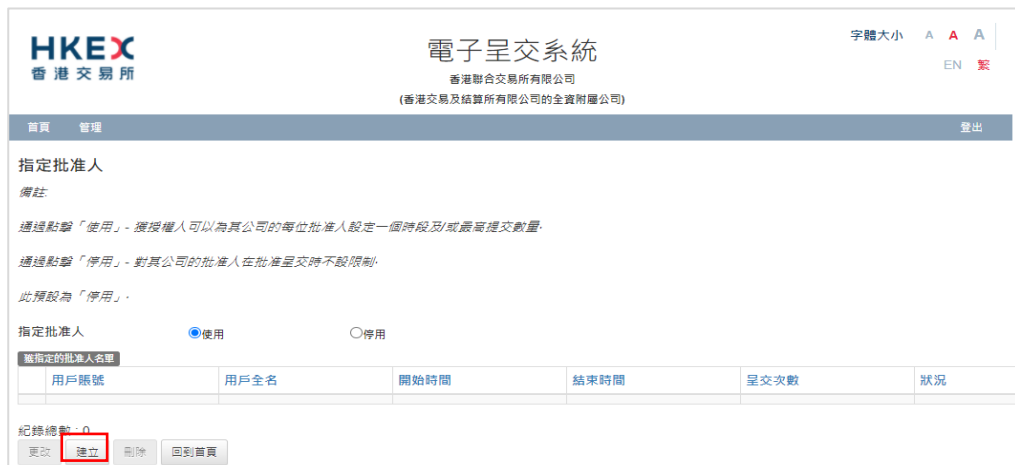 HKEX
香港交易所
電子呈交系統
香港聯合交易所有限公司
(香港交易及結算所有限公司的全資附屬公司)
字體大小 A A A
EN 繁
首頁 管理 登出
指定批准人
備註:
通過點擊「使用」- 獲授權人可以為其公司的每位批准人設定一個時段及/或最高提交數量.
通過點擊「停用」- 對其公司的批准人在批准呈交時不設限制.
此預設為「停用」.
指定批准人 使用 停用
獲指定的批准人名單
用戶賬號 用戶全名 開始時間 結束時間 呈交次數 狀況
紀錄總數 : 0
更改 建立 刪除 回到首頁